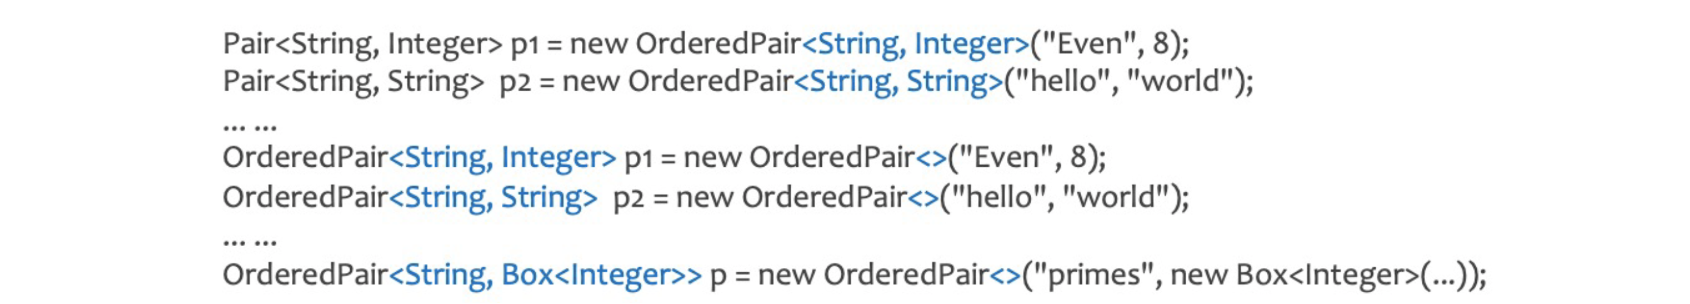 Pair<String, Integer> p1 = new OrderedPair<String, Integer>("Even", 8);
Pair<String, String>  p2 = new OrderedPair<String, String>("hello", "world");
... ...
OrderedPair<String, Integer> p1 = new OrderedPair<>("Even", 8);
OrderedPair<String, String>  p2 = new OrderedPair<>("hello", "world");
... ...
OrderedPair<String, Box<Integer>> p = new OrderedPair<>("primes", new Box<Integer>(...));